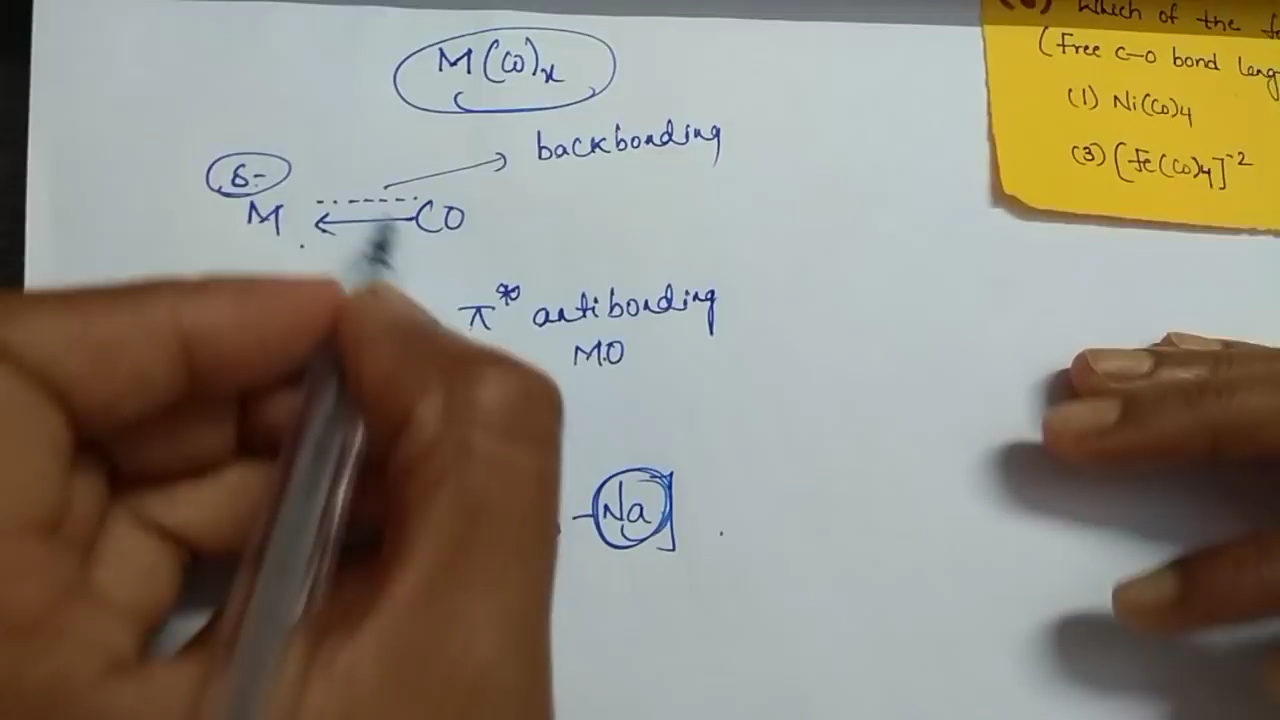 M(CO)x
backbonding
δ-
M CO
π* antibonding
M.O
Na
Which of the
(Free C-O bond leng
(1) Ni(CO)4
(3) [Fe(CO)4]-2